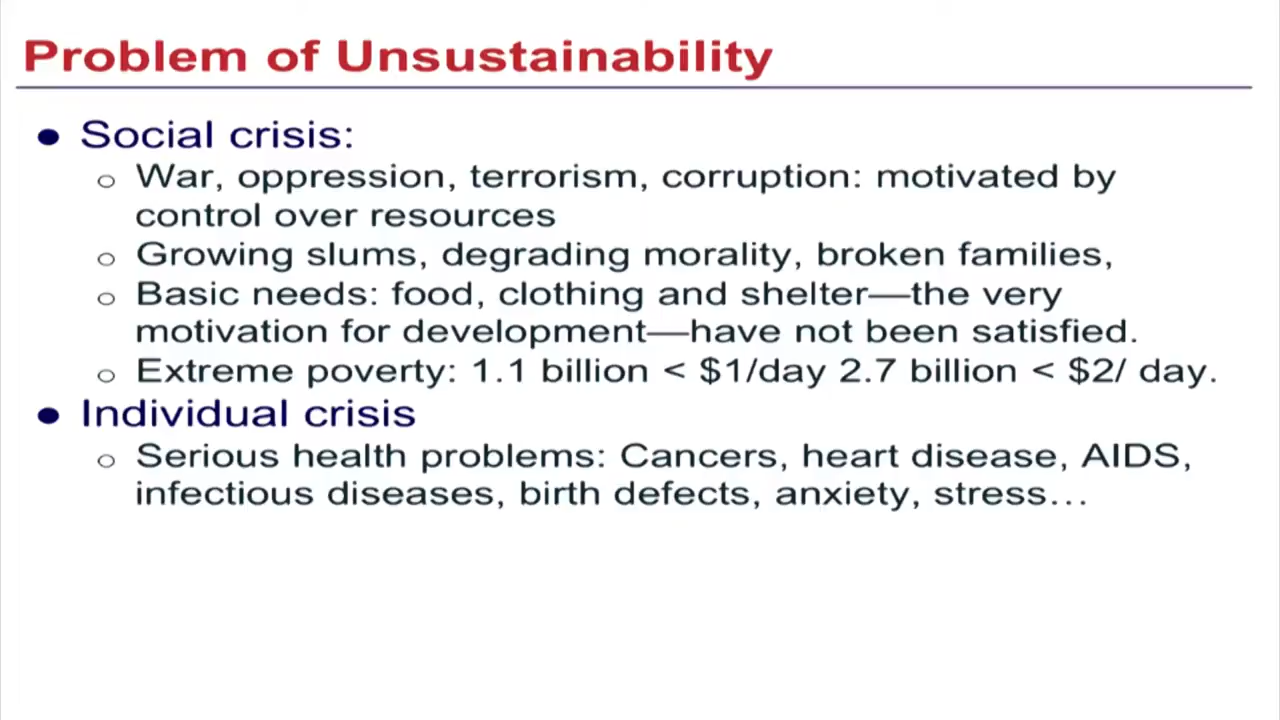 Problem of Unsustainability
● Social crisis:
○ War, oppression, terrorism, corruption: motivated by
control over resources
○ Growing slums, degrading morality, broken families,
○ Basic needs: food, clothing and shelter—the very
motivation for development—have not been satisfied.
○ Extreme poverty: 1.1 billion < $1/day 2.7 billion < $2/ day.
● Individual crisis
○ Serious health problems: Cancers, heart disease, AIDS,
infectious diseases, birth defects, anxiety, stress…